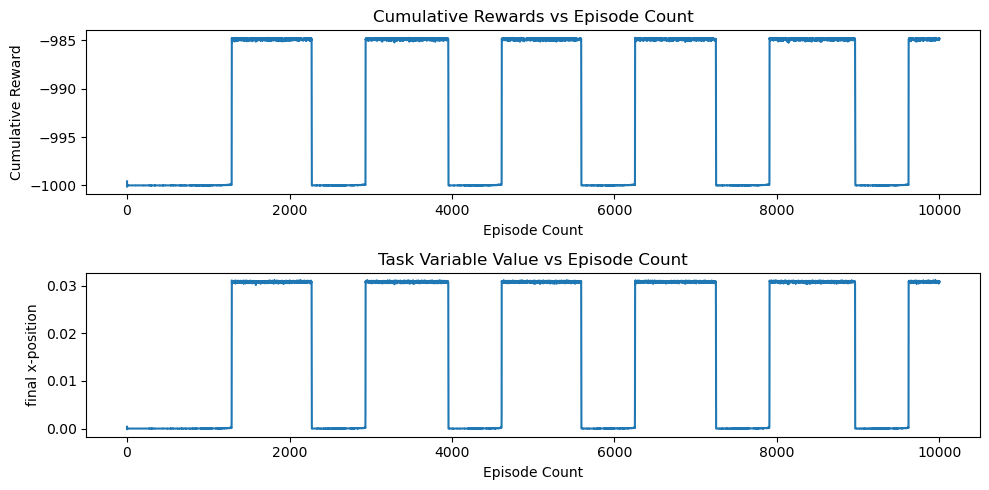 Cumulative Rewards vs Episode Count
Cumulative Reward
−985
−990
−995
−1000
0 2000 4000 6000 8000 10000
Episode Count
Task Variable Value vs Episode Count
final x-position
0.03
0.02
0.01
0.00
0 2000 4000 6000 8000 10000
Episode Count